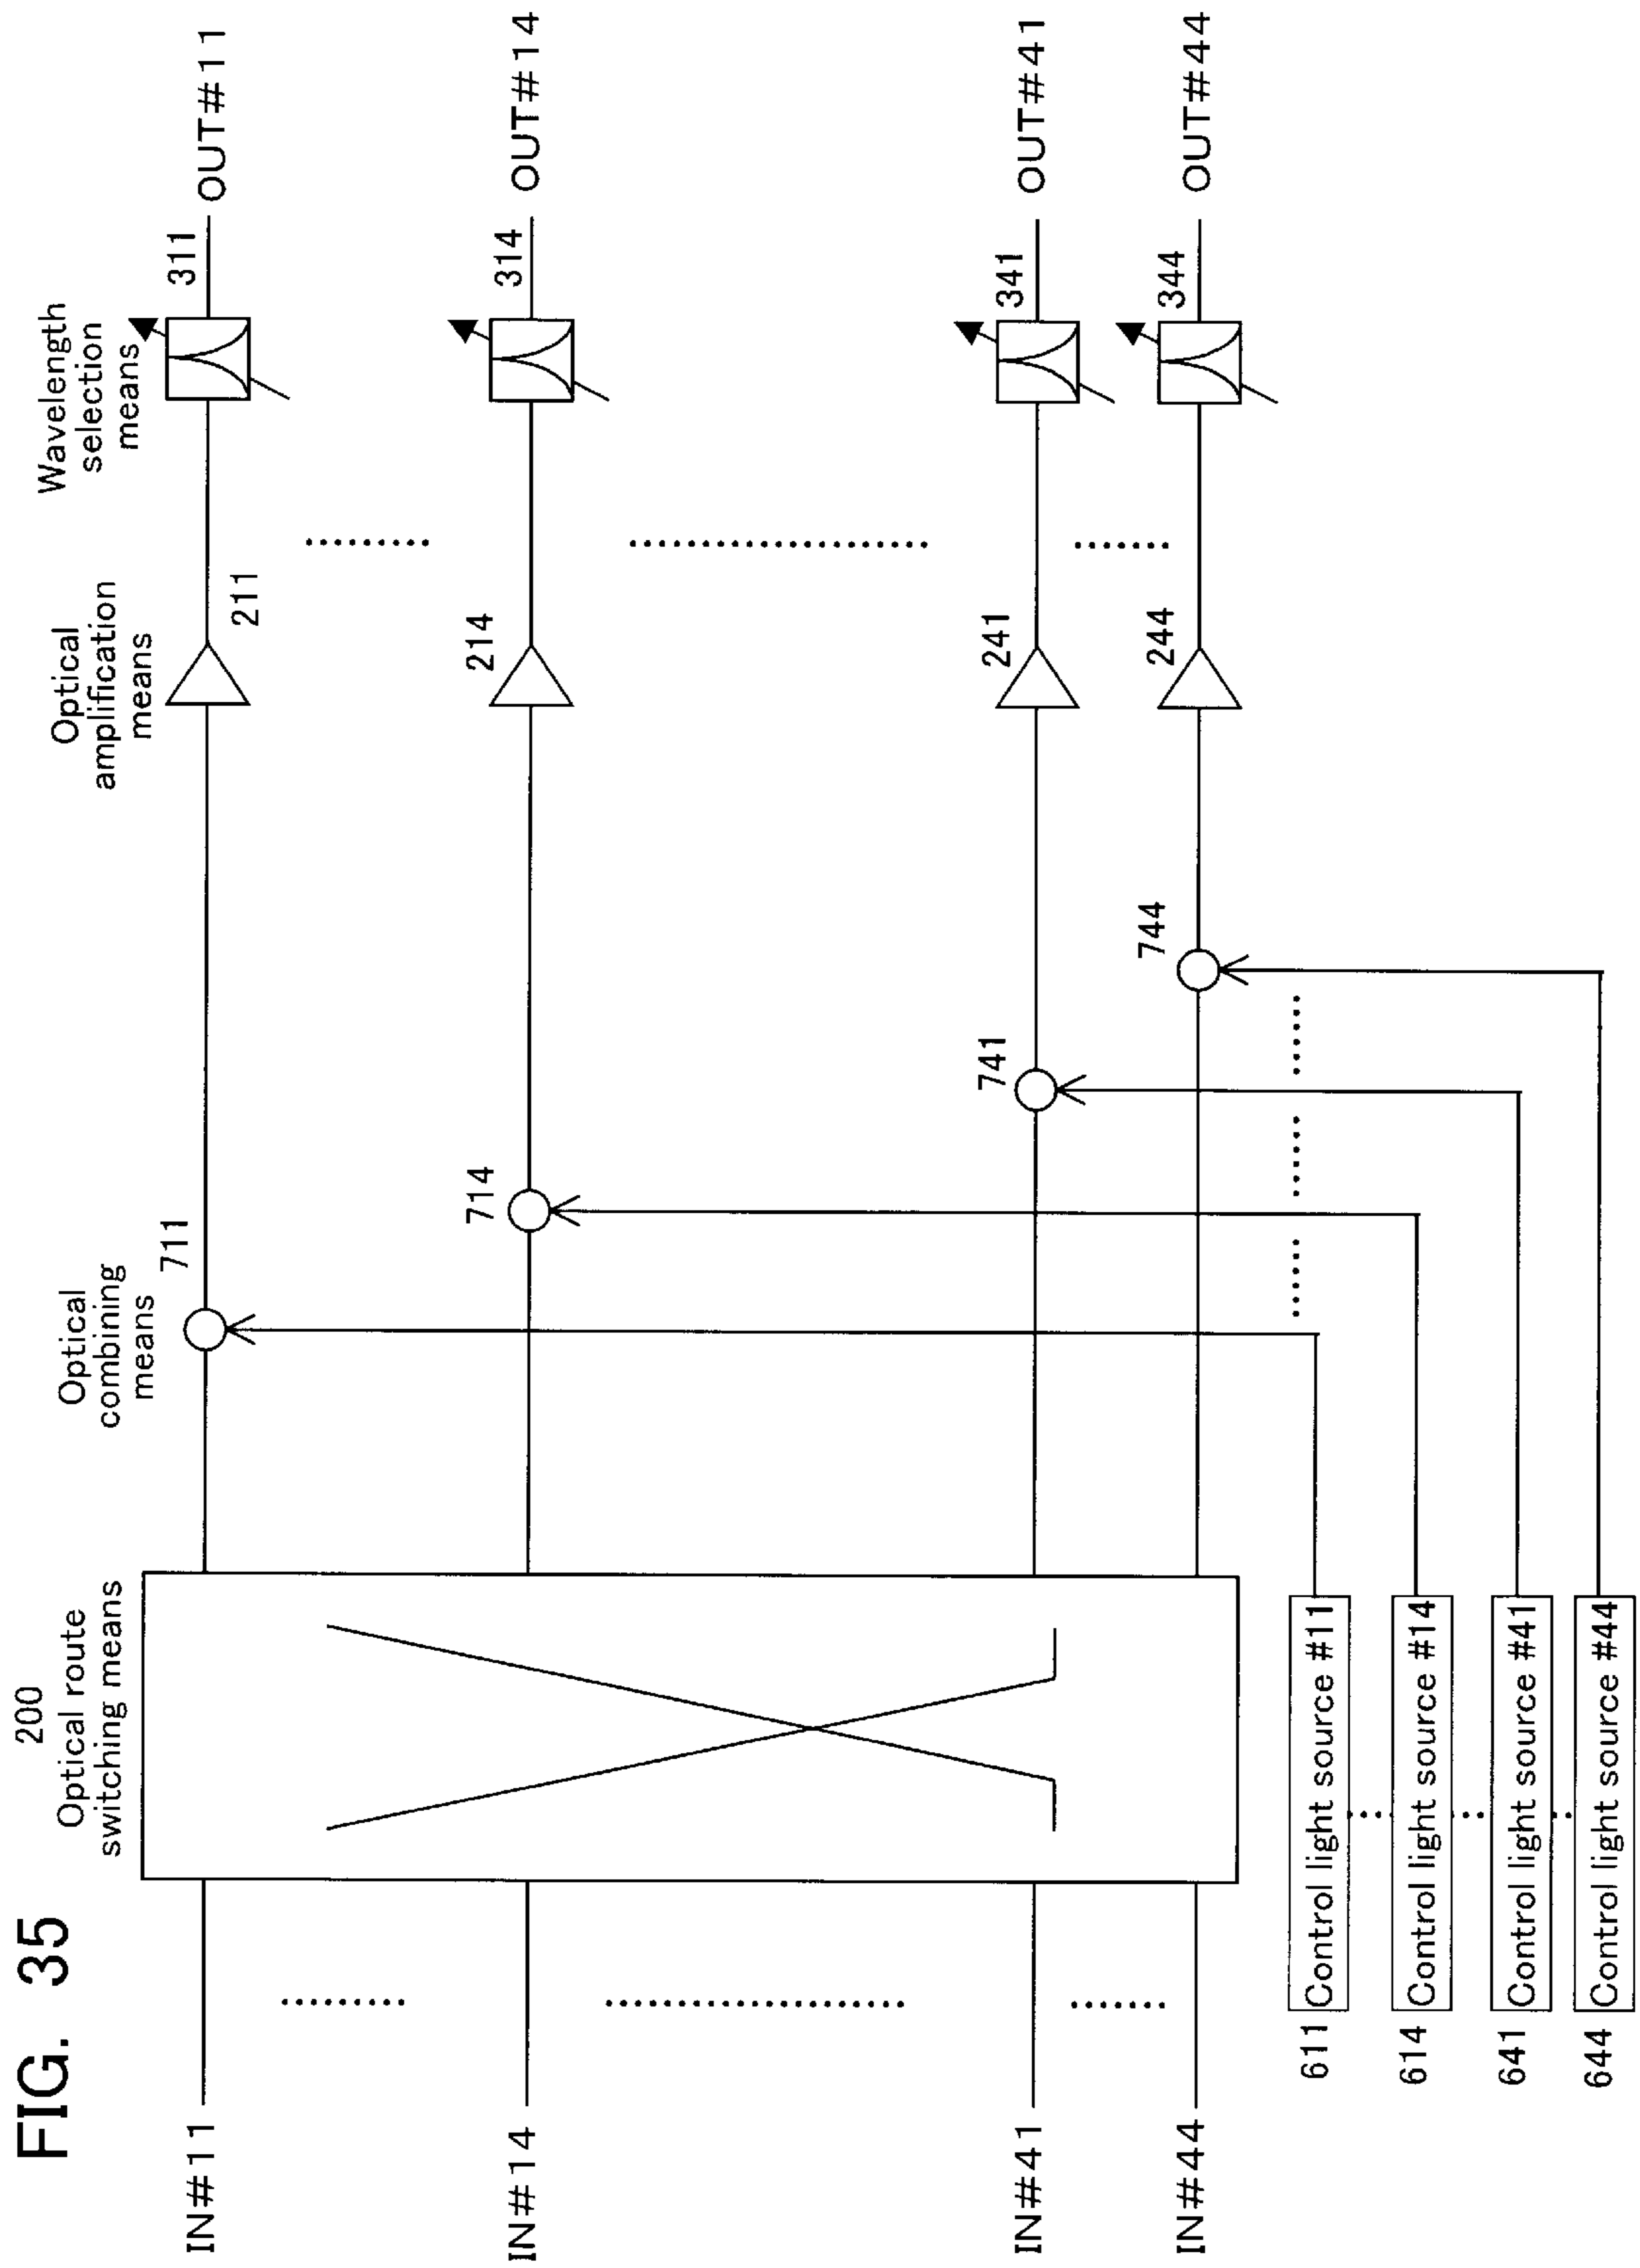 FIG. 35
200
Optical route
switching means
Optical
combining
means
Optical
amplification
means
Wavelength
selection
means
IN#11
711
211
311
OUT#11
IN#14
714
214
314
OUT#14
IN#41
741
241
341
OUT#41
IN#44
744
244
344
OUT#44
611
Control light source #11
614
Control light source #14
641
Control light source #41
644
Control light source #44